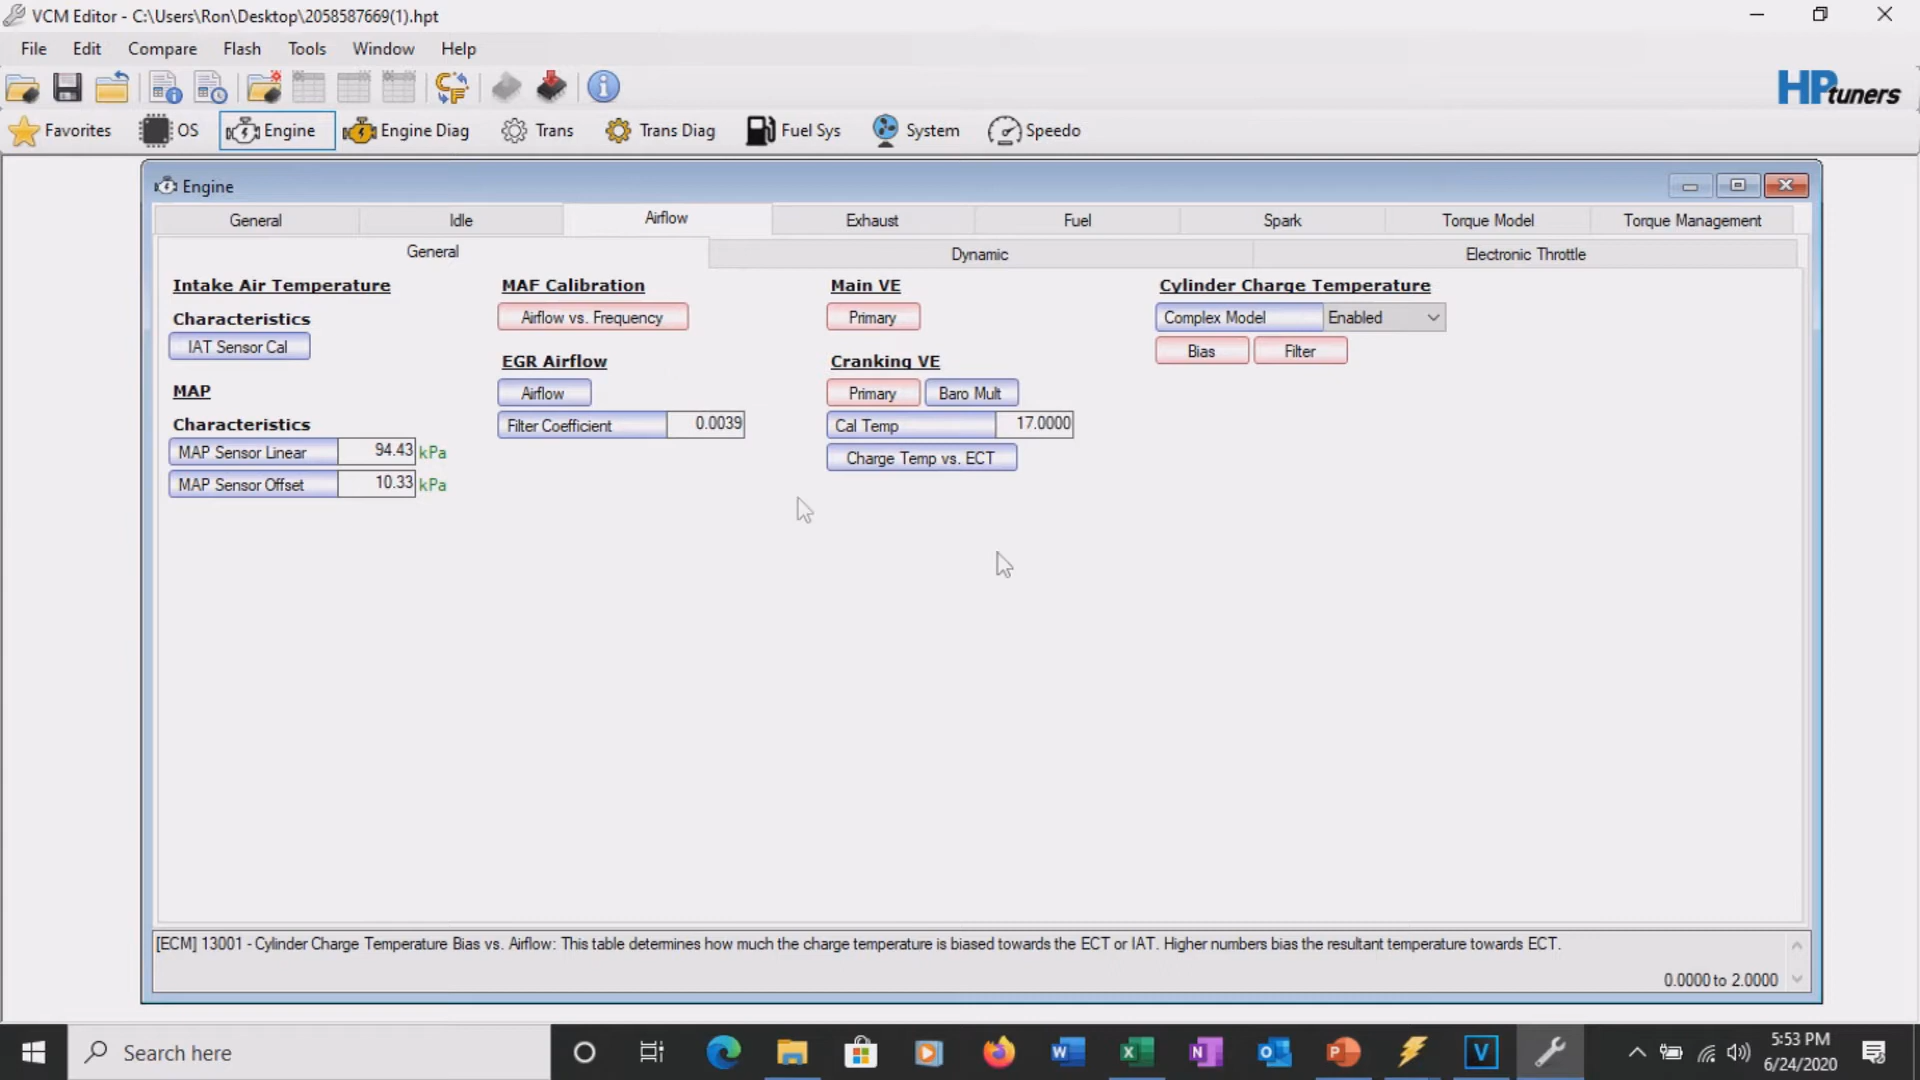 VCM Editor - C:\Users\Ron\Desktop\2058587669(1).hpt
File Edit Compare Flash Tools Window Help
HPtuners
Favorites OS Engine Engine Diag Trans Trans Diag Fuel Sys System Speedo
Engine
General Idle Airflow Exhaust Fuel Spark Torque Model Torque Management
General Dynamic Electronic Throttle
Intake Air Temperature MAF Calibration Main VE Cylinder Charge Temperature
Characteristics Airflow vs. Frequency Primary Complex Model Enabled
IAT Sensor Cal Bias Filter
EGR Airflow Cranking VE
MAP Airflow Primary Baro Mult
Characteristics Filter Coefficient 0.0039 Cal Temp 17.0000
MAP Sensor Linear 94.43 kPa Charge Temp vs. ECT
MAP Sensor Offset 10.33 kPa
[ECM] 13001 - Cylinder Charge Temperature Bias vs. Airflow: This table determines how much the charge temperature is biased towards the ECT or IAT. Higher numbers bias the resultant temperature towards ECT.
0.0000 to 2.0000
Search here
5:53 PM
6/24/2020